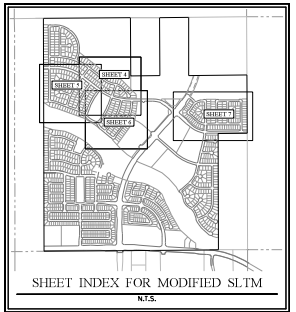 SHEET 4
SHEET 5
SHEET 6
SHEET 7
SHEET INDEX FOR MODIFIED SLTM
N.T.S.